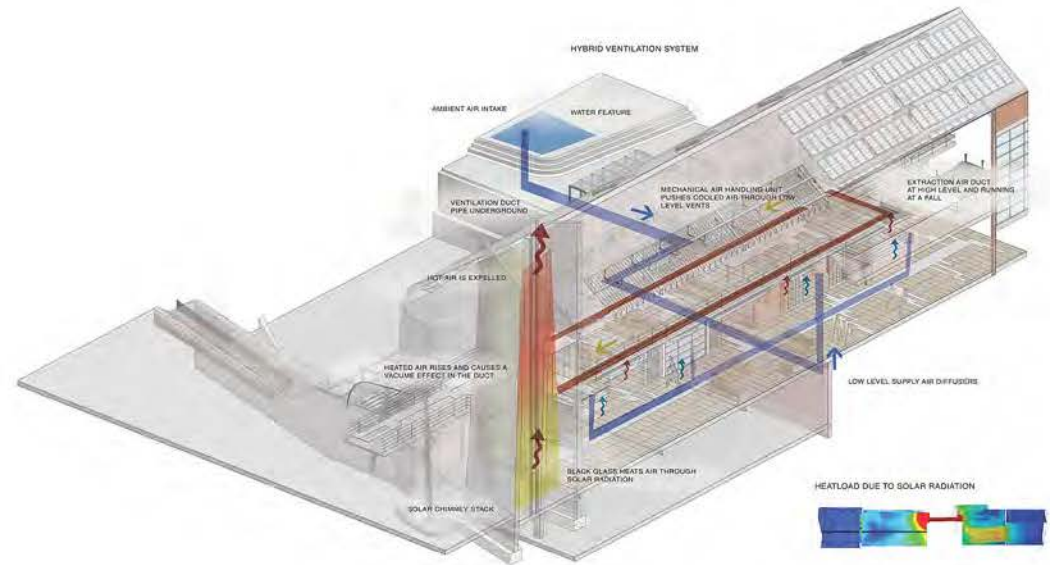 HYBRID VENTILATION SYSTEM
AMBIENT AIR INTAKE
WATER FEATURE
MECHANICAL AIR HANDLING UNIT
PUSHES COOLED AIR THROUGH LOW
LEVEL VENTS
EXTRACTION AIR DUCT
AT HIGH LEVEL AND RUNNING
AT A FALL
VENTILATION DUCT
PIPE UNDERGROUND
HOT AIR IS EXPELLED
HEATED AIR RISES AND CAUSES A
VACUME EFFECT IN THE DUCT
LOW LEVEL SUPPLY AIR DIFFUSERS
BLACK GLASS HEATS AIR THROUGH
SOLAR RADIATION
SOLAR CHIMNEY STACK
HEATLOAD DUE TO SOLAR RADIATION